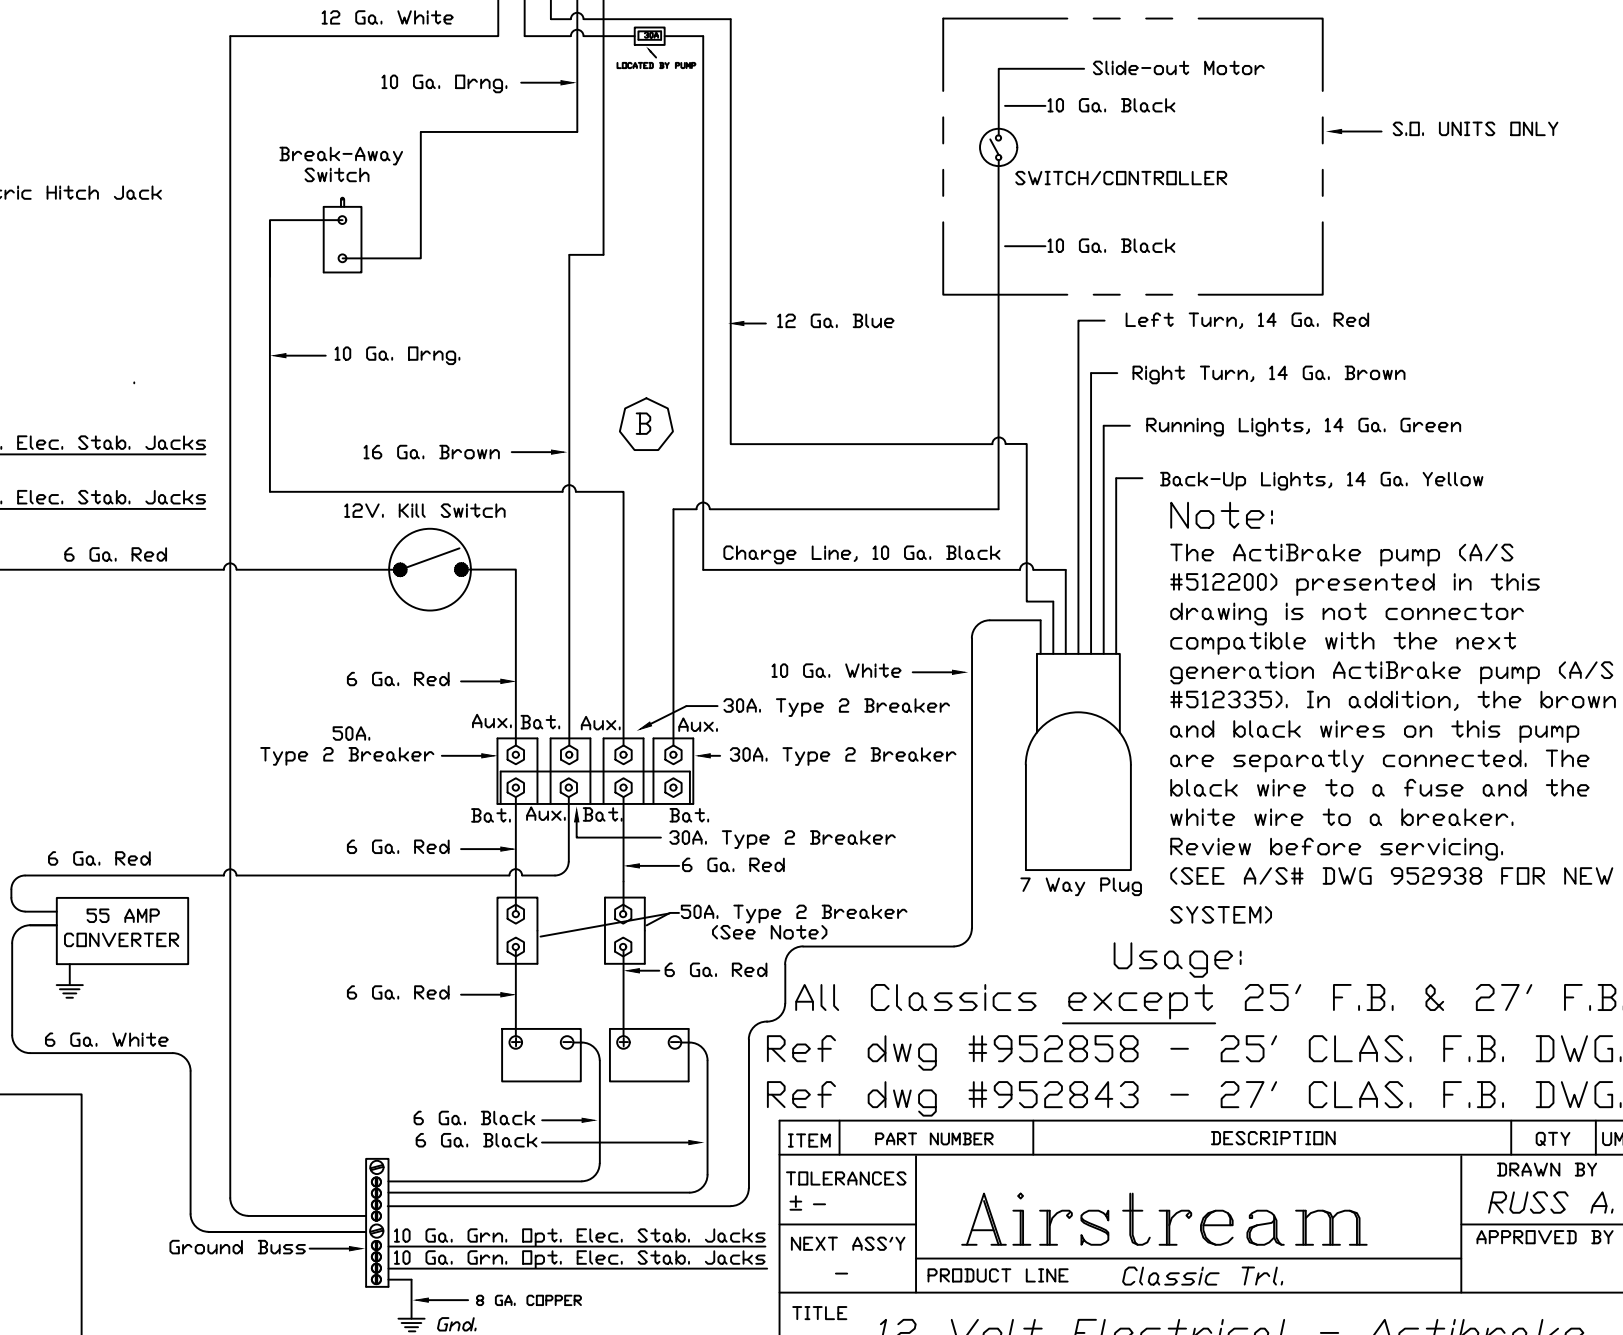 12 Ga. White
30A
LOCATED BY PUMP
10 Ga. Orng.
Slide-out Motor
10 Ga. Black
S.O. UNITS ONLY
Break-Away
Switch
SWITCH/CONTROLLER
tric Hitch Jack
10 Ga. Black
12 Ga. Blue
Left Turn, 14 Ga. Red
10 Ga. Orng.
Right Turn, 14 Ga. Brown
B
Running Lights, 14 Ga. Green
. Elec. Stab. Jacks
16 Ga. Brown
Back-Up Lights, 14 Ga. Yellow
. Elec. Stab. Jacks
12V. Kill Switch
6 Ga. Red
Charge Line, 10 Ga. Black
Note:
The ActiBrake pump (A/S
#512200) presented in this
drawing is not connector
compatible with the next
generation ActiBrake pump (A/S
#512335). In addition, the brown
and black wires on this pump
are separatly connected. The
black wire to a fuse and the
white wire to a breaker.
Review before servicing.
(SEE A/S# DWG 952938 FOR NEW
SYSTEM)
10 Ga. White
6 Ga. Red
30A. Type 2 Breaker
Aux. Bat. Aux. Aux.
50A.
Type 2 Breaker
30A. Type 2 Breaker
Bat. Aux. Bat. Bat.
30A. Type 2 Breaker
6 Ga. Red
6 Ga. Red
6 Ga. Red
7 Way Plug
55 AMP
CONVERTER
50A. Type 2 Breaker
(See Note)
6 Ga. Red
6 Ga. Red
6 Ga. White
Usage:
All Classics except 25' F.B. & 27' F.B.
Ref dwg #952858 - 25' CLAS. F.B. DWG.
Ref dwg #952843 - 27' CLAS. F.B. DWG.
6 Ga. Black
6 Ga. Black
ITEM PART NUMBER DESCRIPTION QTY UM
TOLERANCES
± -
DRAWN BY
RUSS A.
Airstream
NEXT ASS'Y
-
APPROVED BY
PRODUCT LINE Classic Trl.
Ground Buss
10 Ga. Grn. Opt. Elec. Stab. Jacks
10 Ga. Grn. Opt. Elec. Stab. Jacks
8 GA. COPPER
Gnd.
TITLE
12 Volt Electrical - Actibrake